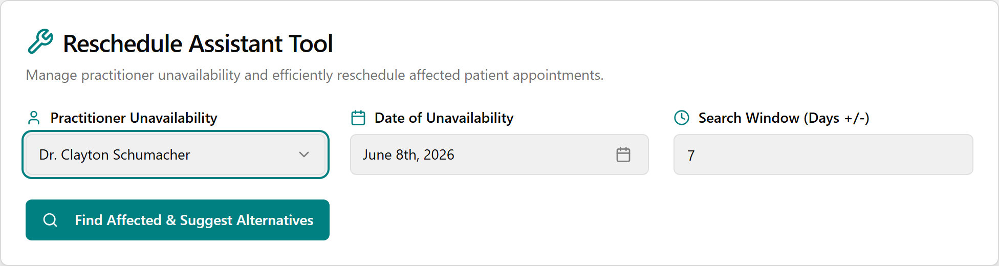 Reschedule Assistant Tool
Manage practitioner unavailability and efficiently reschedule affected patient appointments.
Practitioner Unavailability
Dr. Clayton Schumacher
Date of Unavailability
June 8th, 2026
Search Window (Days +/-)
7
Find Affected & Suggest Alternatives